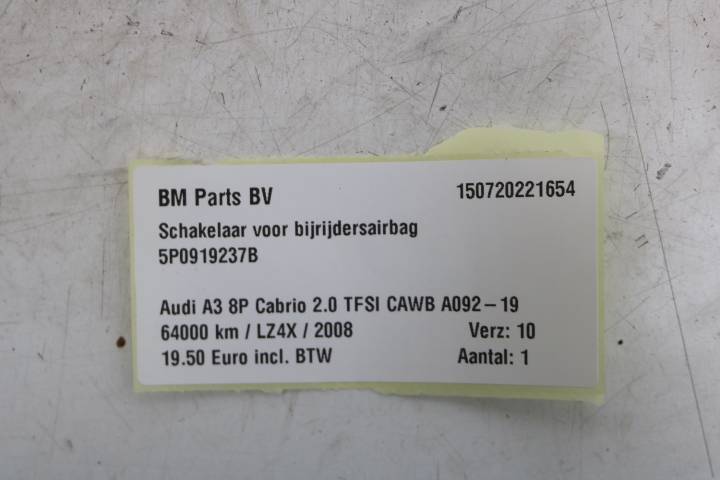 BM Parts BV 150720221654
Schakelaar voor bijrijdersairbag
5P0919237B
Audi A3 8P Cabrio 2.0 TFSI CAWB A092-19
64000 km / LZ4X / 2008 Verz: 10
19.50 Euro incl. BTW Aantal: 1